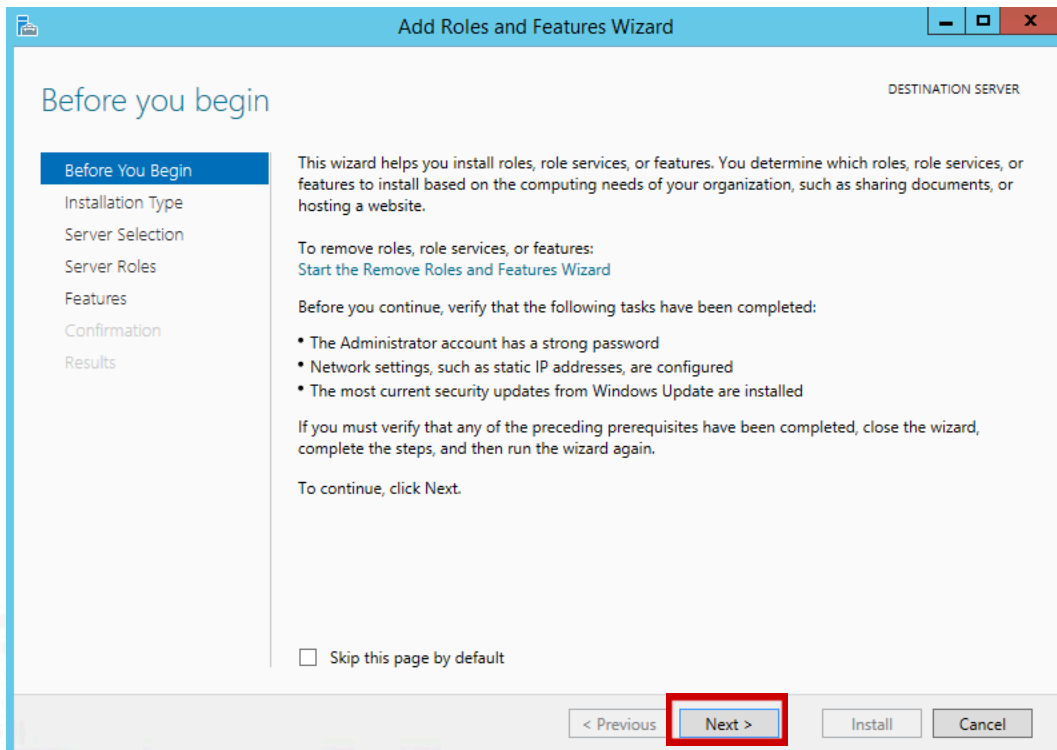 Add Roles and Features Wizard
Before you begin
DESTINATION SERVER
Before You Begin
Installation Type
Server Selection
Server Roles
Features
Confirmation
Results
This wizard helps you install roles, role services, or features. You determine which roles, role services, or
features to install based on the computing needs of your organization, such as sharing documents, or
hosting a website.
To remove roles, role services, or features:
Start the Remove Roles and Features Wizard
Before you continue, verify that the following tasks have been completed:
• The Administrator account has a strong password
• Network settings, such as static IP addresses, are configured
• The most current security updates from Windows Update are installed
If you must verify that any of the preceding prerequisites have been completed, close the wizard,
complete the steps, and then run the wizard again.
To continue, click Next.
Skip this page by default
< Previous
Next >
Install
Cancel